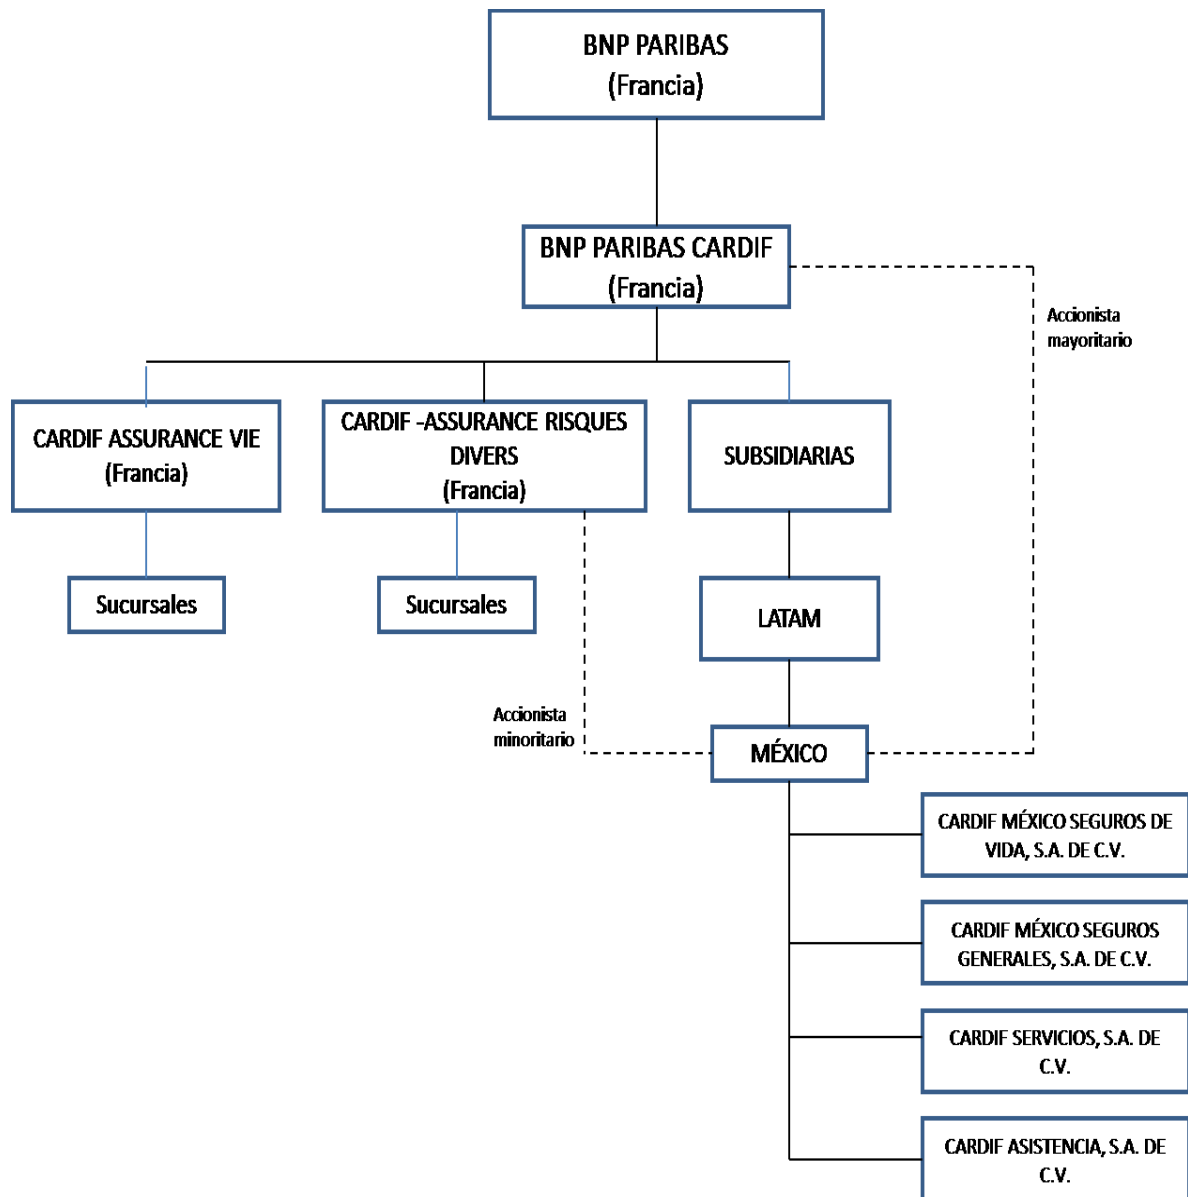 BNP PARIBAS
(Francia)
BNP PARIBAS CARDIF
(Francia)
Accionista
mayoritario
CARDIF ASSURANCE VIE
(Francia)
CARDIF -ASSURANCE RISQUES
DIVERS
(Francia)
SUBSIDIARIAS
Sucursales
Sucursales
LATAM
Accionista
minoritario
MÉXICO
CARDIF MÉXICO SEGUROS DE
VIDA, S.A. DE C.V.
CARDIF MÉXICO SEGUROS
GENERALES, S.A. DE C.V.
CARDIF SERVICIOS, S.A. DE
C.V.
CARDIF ASISTENCIA, S.A. DE
C.V.